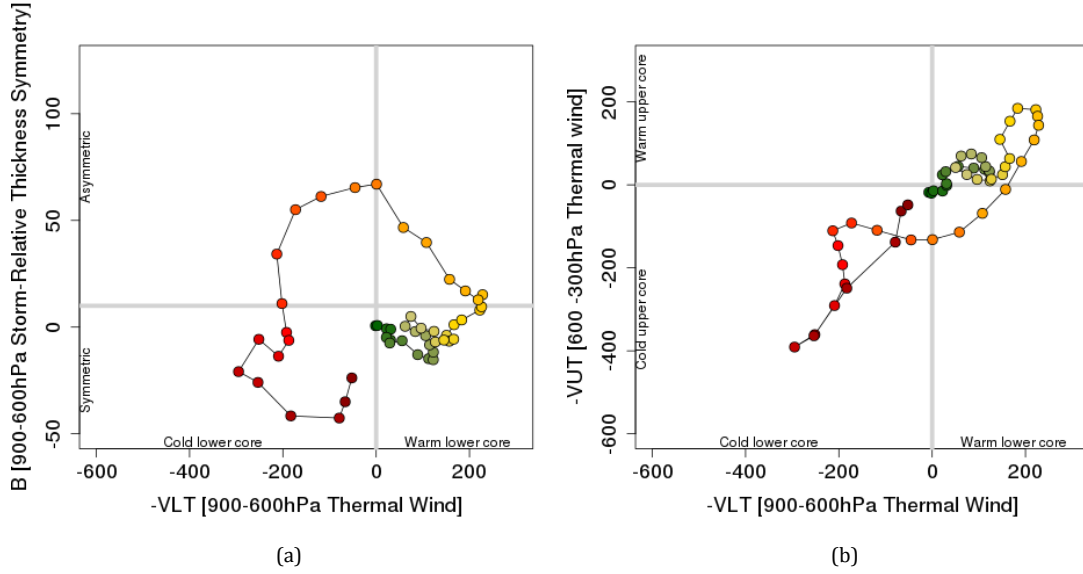 B [900-600hPa Storm-Relative Thickness Symmetry]
100
50
0
-50
Asymmetric
Symmetric
Cold lower core
Warm lower core
-600
-400
-200
0
200
-VLT [900-600hPa Thermal Wind]
(a)
-VUT [600 -300hPa Thermal wind]
200
0
-200
-400
-600
Warm upper core
Cold upper core
Cold lower core
Warm lower core
-600
-400
-200
0
200
-VLT [900-600hPa Thermal Wind]
(b)